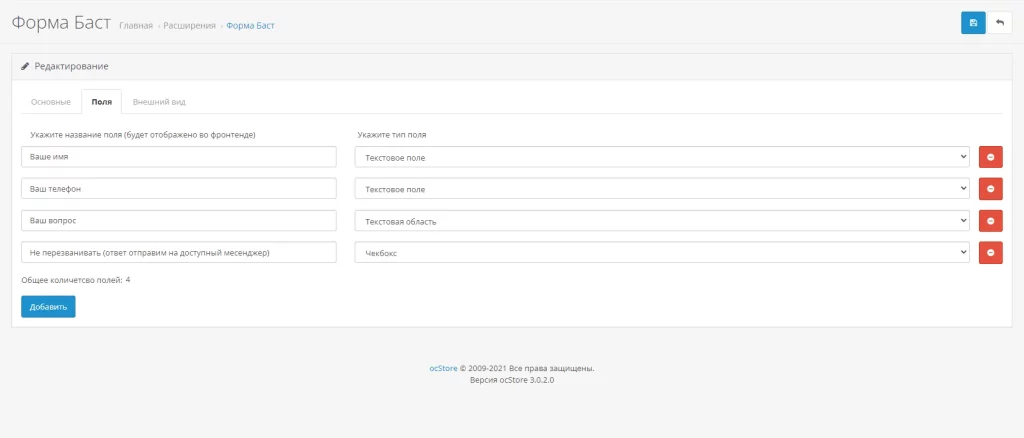 Форма Баст Главная › Расширения › Форма Баст
Редактирование
Основные Поля Внешний вид
Укажите название поля (будет отображено во фронтенде) Укажите тип поля
Ваше имя Текстовое поле
Ваш телефон Текстовое поле
Ваш вопрос Текстовая область
Не перезванивать (ответ отправим на доступный месенджер) Чекбокс
Общее количетсво полей: 4
Добавить
ocStore © 2009-2021 Все права защищены.
Версия ocStore 3.0.2.0